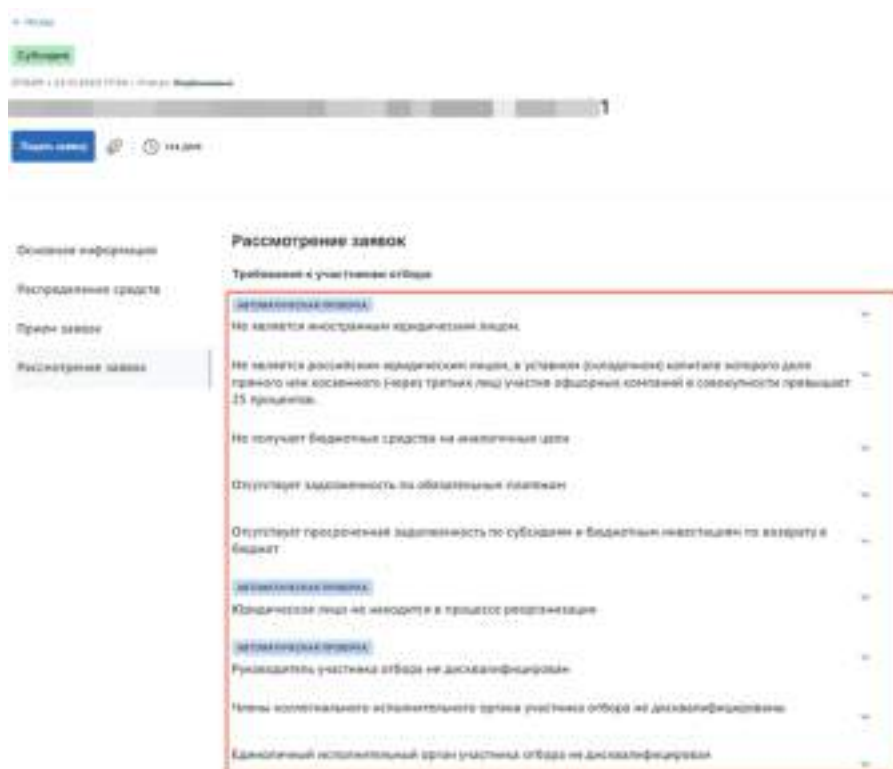 Назад
Субсидия
1
Подать заявку
дня
Основная информация
Распределение средств
Прием заявок
Рассмотрение заявок
Рассмотрение заявок
Требования к участникам отбора
АВТОМАТИЧЕСКАЯ ПРОВЕРКА
Не является иностранным юридическим лицом.
Не является российским юридическим лицом, в уставном (складочном) капитале которого доля
прямого или косвенного (через третьих лиц) участия офшорных компаний в совокупности превышает
25 процентов.
Не получает бюджетные средства на аналогичные цели
Отсутствует задолженность по обязательным платежам
Отсутствует просроченная задолженность по субсидиям и бюджетным инвестициям по возврату в
бюджет
АВТОМАТИЧЕСКАЯ ПРОВЕРКА
Юридическое лицо не находится в процессе реорганизации
АВТОМАТИЧЕСКАЯ ПРОВЕРКА
Руководитель участника отбора не дисквалифицирован
Члены коллегиального исполнительного органа участника отбора не дисквалифицированы
Единоличный исполнительный орган участника отбора не дисквалифицирован